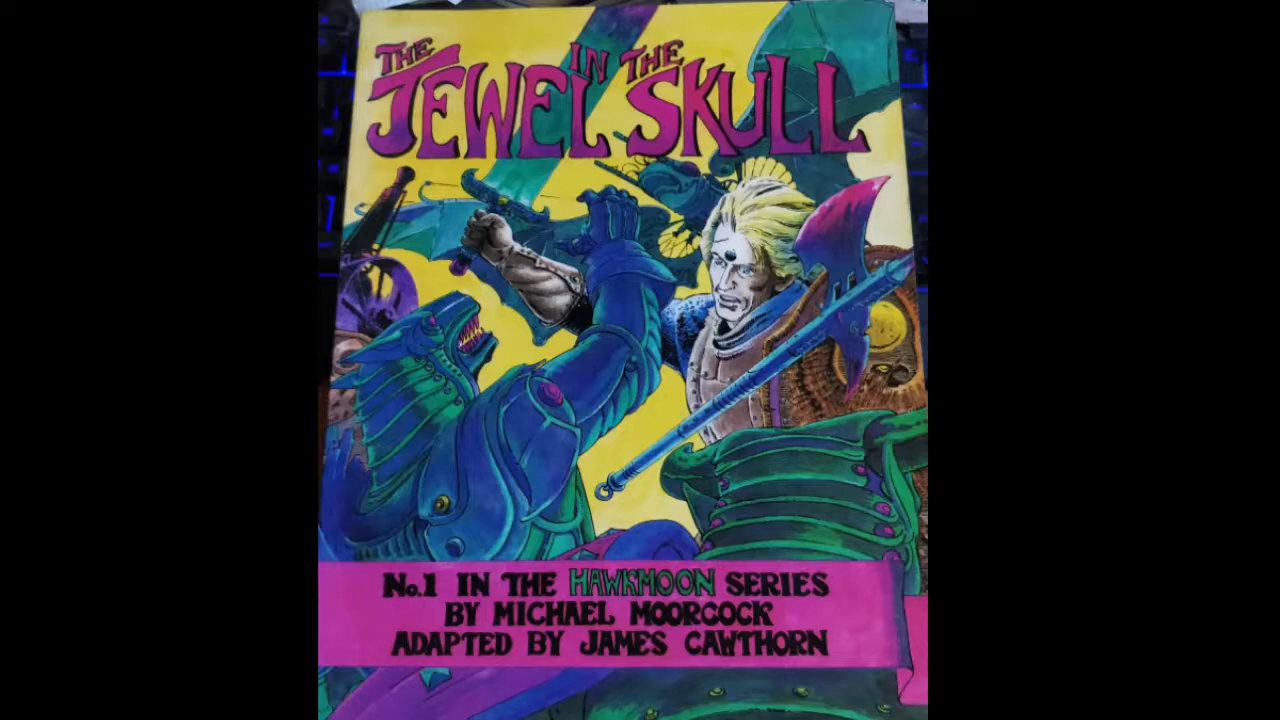 THE
JEWEL IN THE SKULL
No.1 IN THE HAWKMOON SERIES
BY MICHAEL MOORCOCK
ADAPTED BY JAMES CAWTHORN